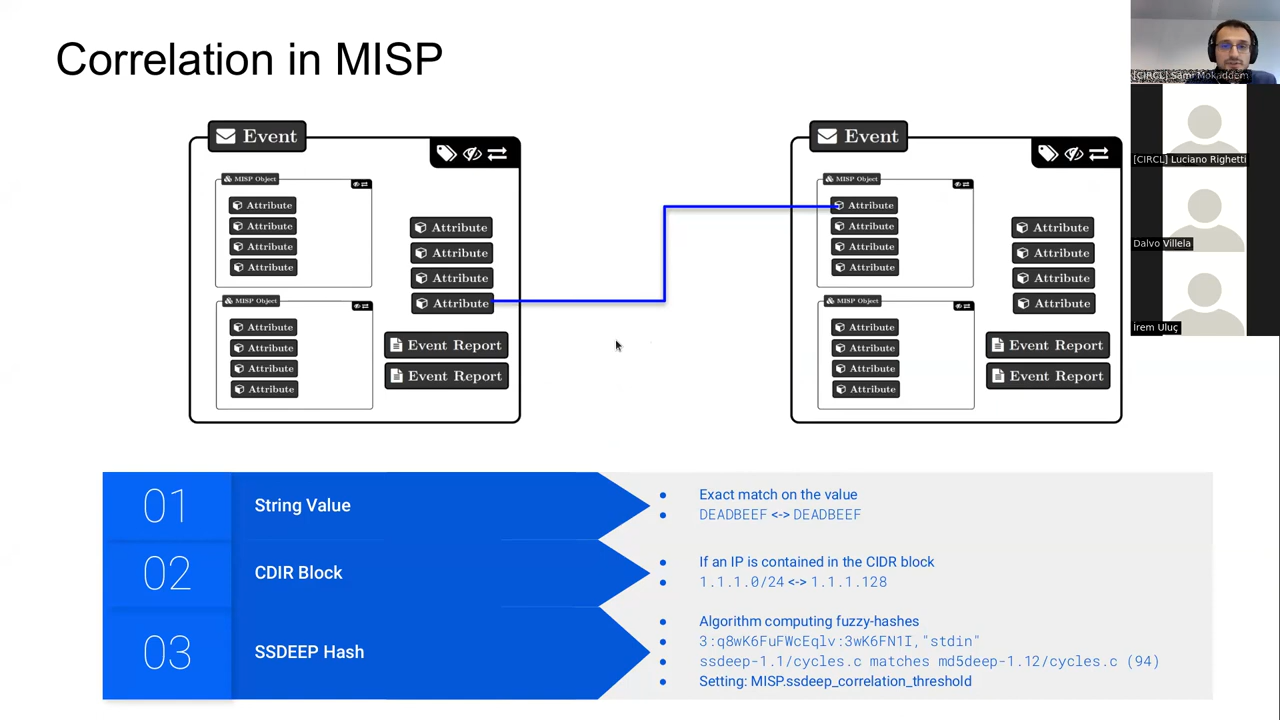 Correlation in MISP
Event
MISP Object
Attribute
Attribute
Attribute
Attribute
MISP Object
Attribute
Attribute
Attribute
Attribute
Attribute
Attribute
Attribute
Attribute
Event Report
Event Report
Event
MISP Object
Attribute
Attribute
Attribute
Attribute
MISP Object
Attribute
Attribute
Attribute
Attribute
Attribute
Attribute
Attribute
Attribute
Event Report
Event Report
[CIRCL] Sami Mokaddem
[CIRCL] Luciano Righetti
Dalvo Villela
İrem Uluç
01
String Value
Exact match on the value
DEADBEEF <-> DEADBEEF
02
CDIR Block
If an IP is contained in the CIDR block
1.1.1.0/24 <-> 1.1.1.128
03
SSDEEP Hash
Algorithm computing fuzzy-hashes
3:q8wK6FuFWcEqlv:3wK6FN1I,"stdin"
ssdeep-1.1/cycles.c matches md5deep-1.12/cycles.c (94)
Setting: MISP.ssdeep_correlation_threshold